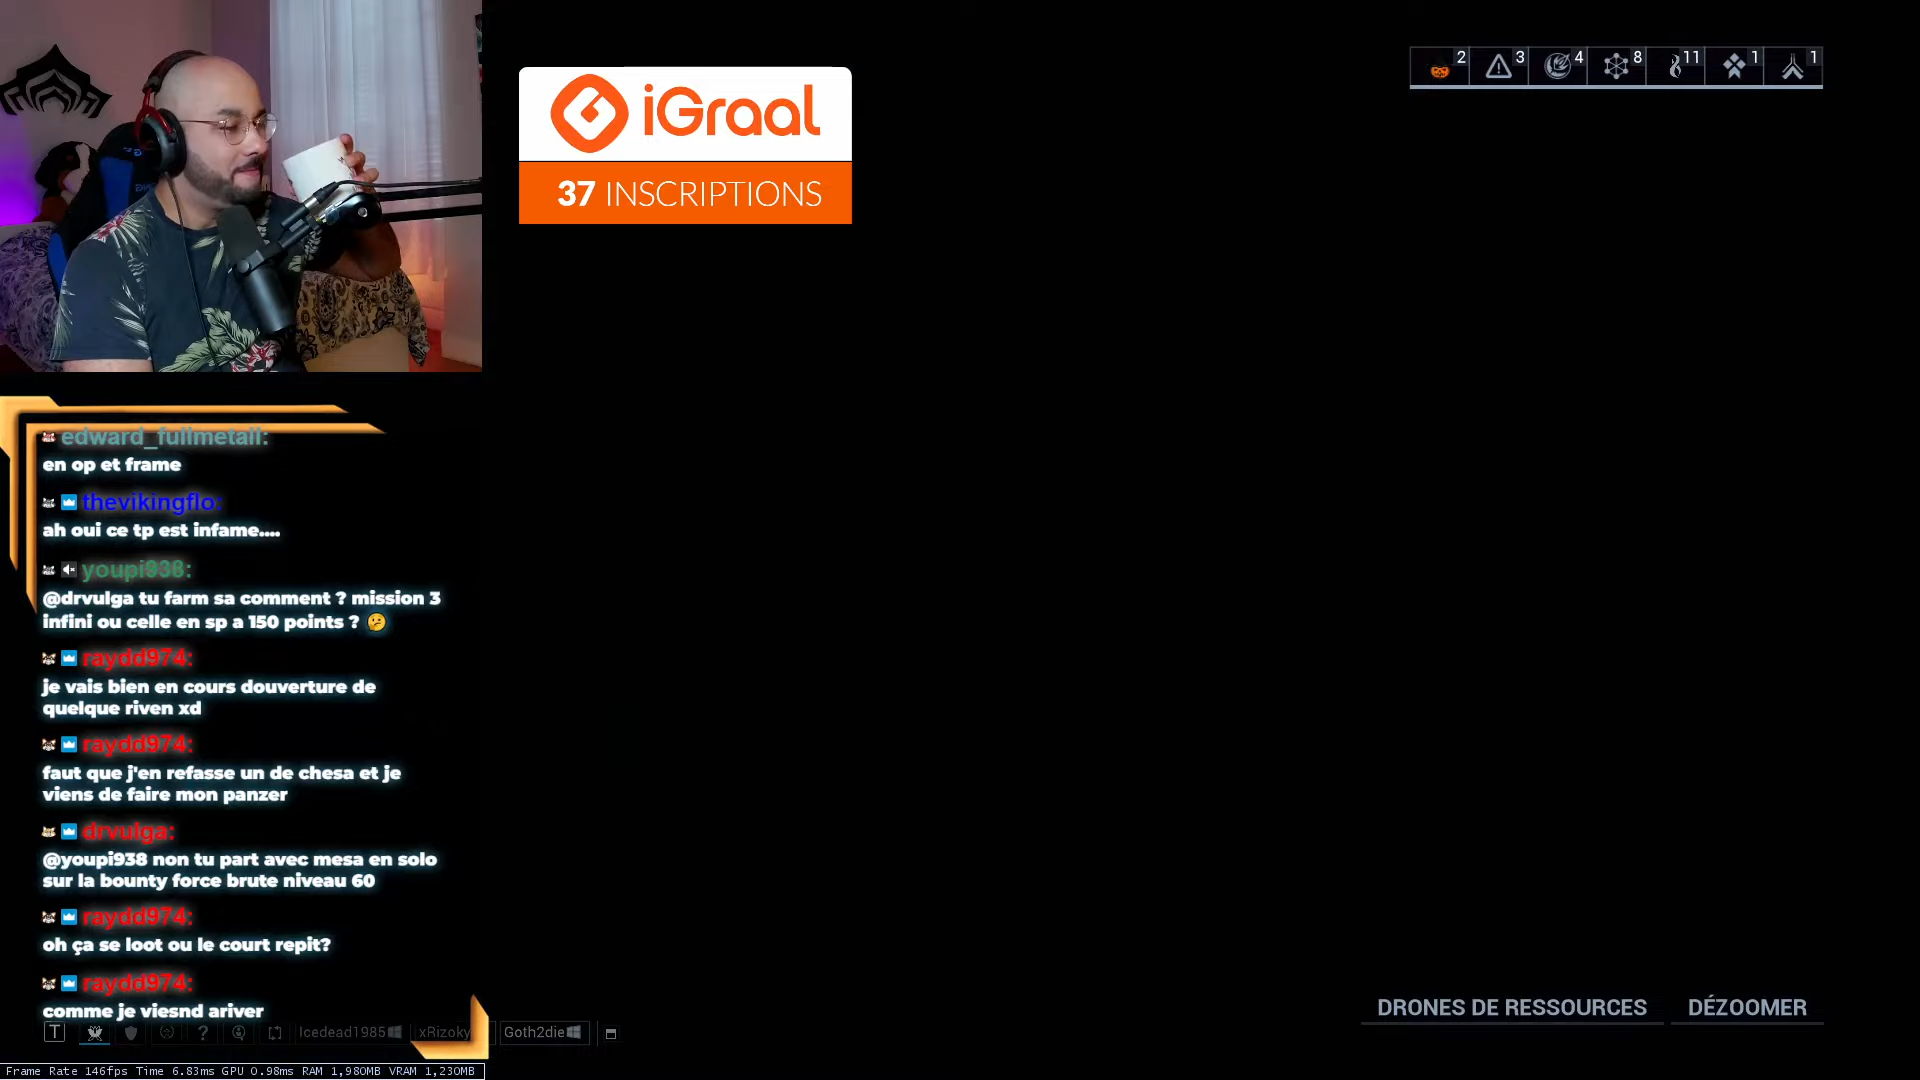 2 3 4 8 11 1 1
iGraal
37 INSCRIPTIONS
edward_fullmetall:
en op et frame
thevikingflo:
ah oui ce tp est infame....
youpi938:
@drvulga tu farm sa comment ? mission 3
infini ou celle en sp a 150 points ? 🤔
raydd974:
je vais bien en cours douverture de
quelque riven xd
raydd974:
faut que j'en refasse un de chesa et je
viens de faire mon panzer
drvulga:
@youpi938 non tu part avec mesa en solo
sur la bounty force brute niveau 60
raydd974:
oh ça se loot ou le court repit?
raydd974:
comme je viesnd ariver
DRONES DE RESSOURCES DÉZOOMER
T ? Icedead1985 xRizoky Goth2die
Frame Rate 146fps Time 6.83ms GPU 0.98ms RAM 1,980MB VRAM 1,230MB